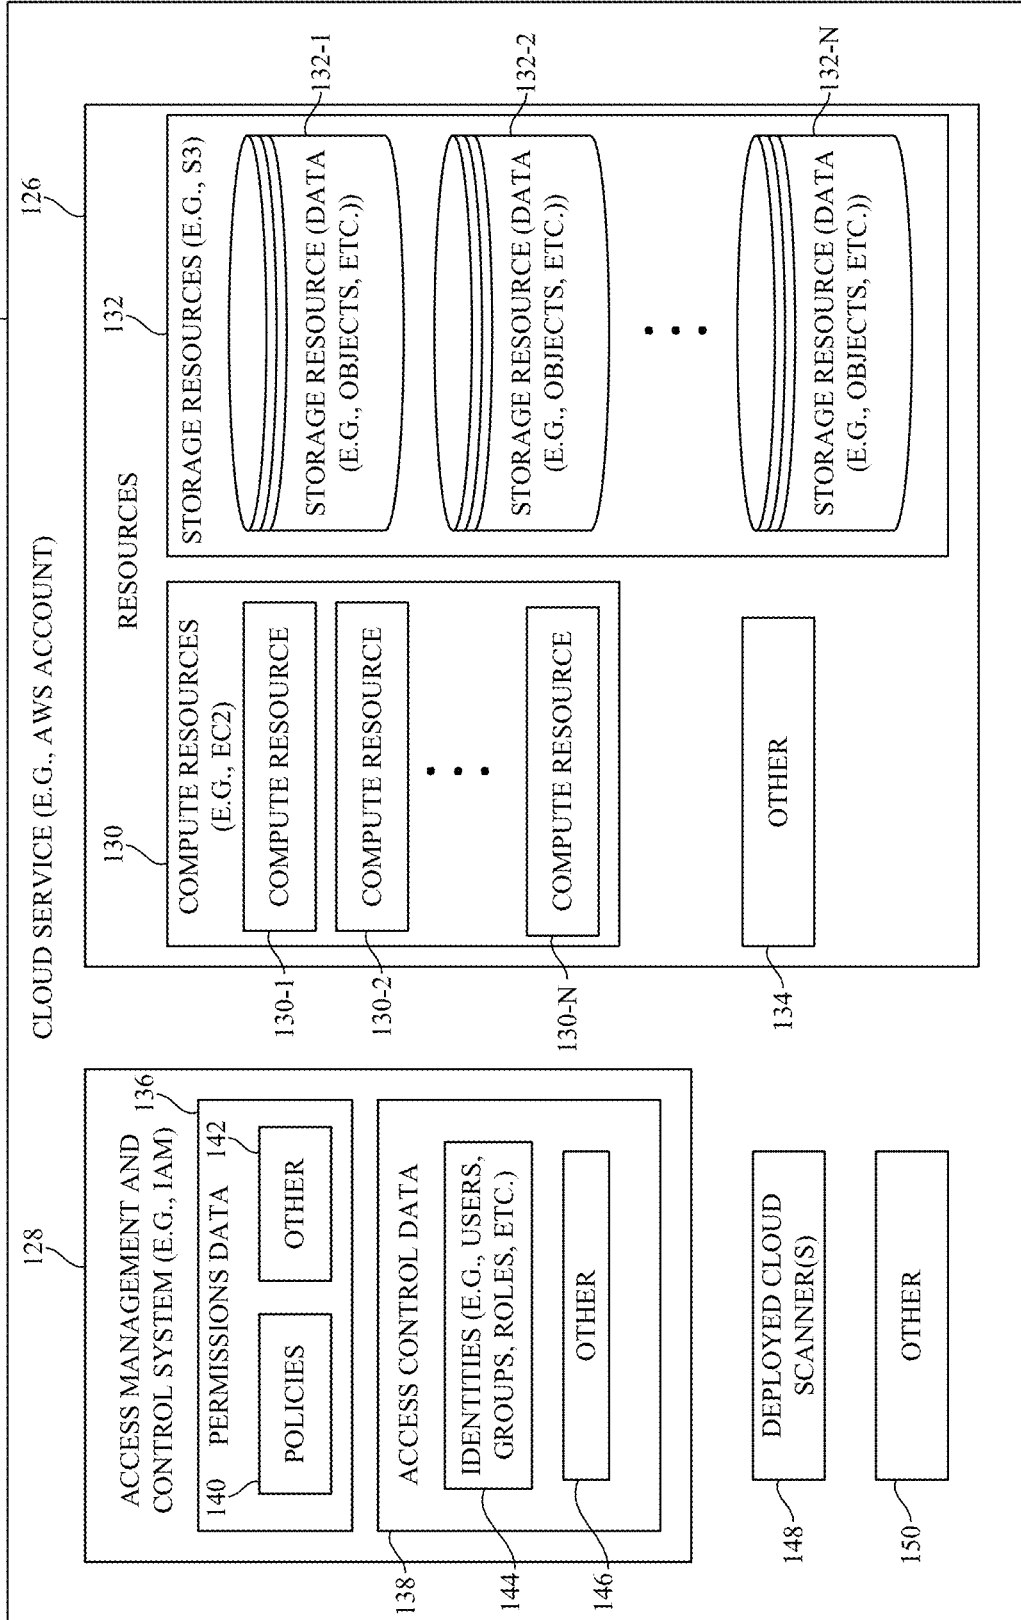 CLOUD SERVICE (E.G., AWS ACCOUNT)
128
ACCESS MANAGEMENT AND
CONTROL SYSTEM (E.G., IAM)
136
PERMISSIONS DATA
140
POLICIES
142
OTHER
138
ACCESS CONTROL DATA
144
IDENTITIES (E.G., USERS,
GROUPS, ROLES, ETC.)
146
OTHER
148
DEPLOYED CLOUD
SCANNER(S)
150
OTHER
126
RESOURCES
130
COMPUTE RESOURCES
(E.G., EC2)
130-1
COMPUTE RESOURCE
130-2
COMPUTE RESOURCE
130-N
COMPUTE RESOURCE
134
OTHER
132
STORAGE RESOURCES (E.G., S3)
132-1
STORAGE RESOURCE (DATA
(E.G., OBJECTS, ETC.))
132-2
STORAGE RESOURCE (DATA
(E.G., OBJECTS, ETC.))
132-N
STORAGE RESOURCE (DATA
(E.G., OBJECTS, ETC.))